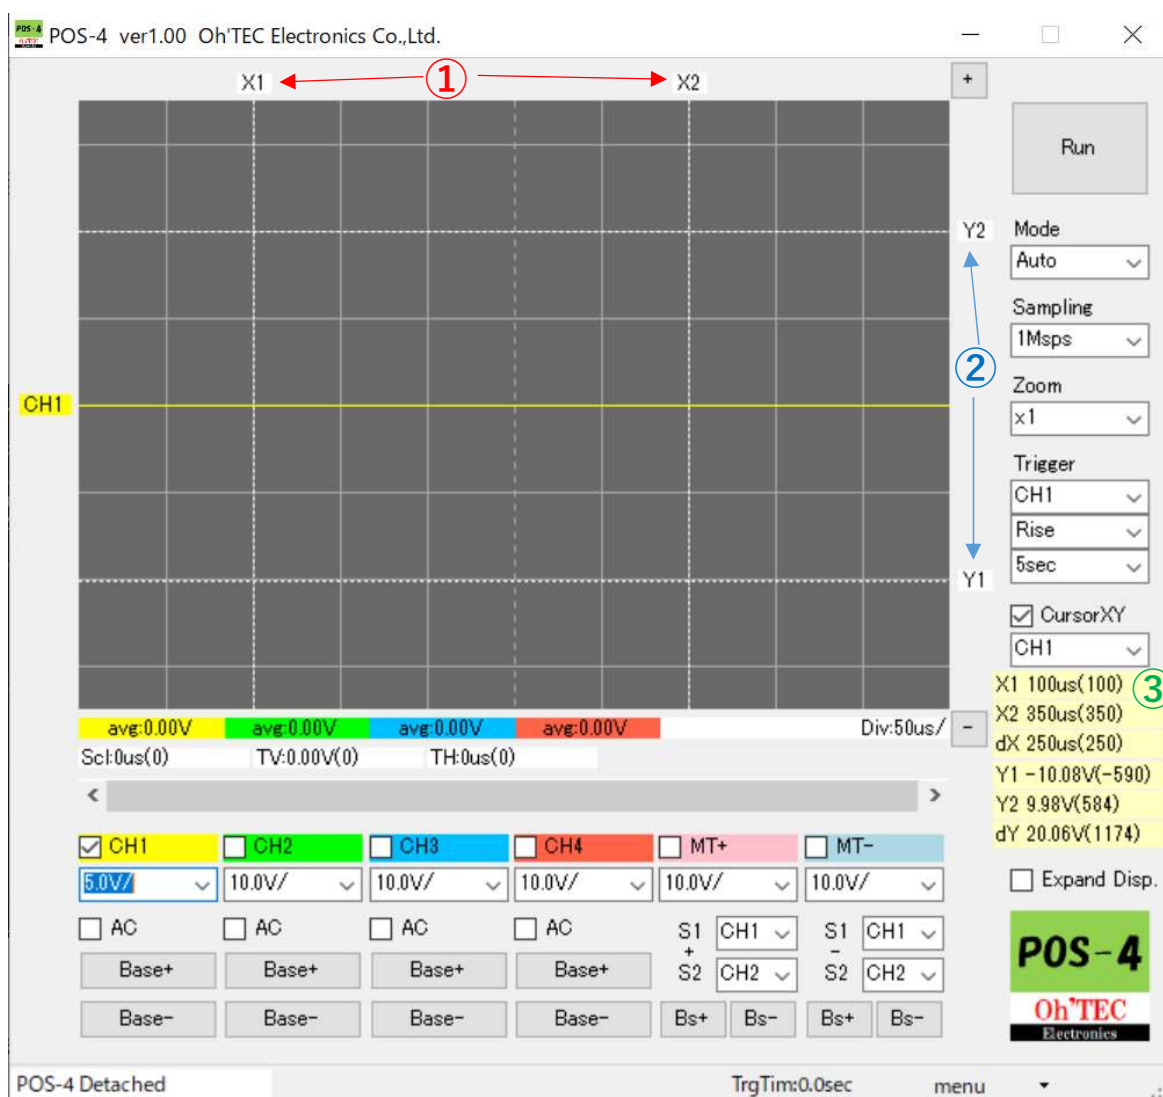 POS-4 ver1.00 Oh'TEC Electronics Co.,Ltd.
X1 ① X2 +
Run
Y2 Mode
Auto
Sampling
1Msps
②
Zoom
CH1 x1
Trigger
CH1
Rise
5sec
Y1
CursorXY
CH1
X1 100us(100) ③
X2 350us(350)
avg:0.00V avg:0.00V avg:0.00V avg:0.00V Div:50us/ -
dX 250us(250)
Scl:0us(0) TV:0.00V(0) TH:0us(0)
Y1 -10.08V(-590)
Y2 9.98V(584)
dY 20.06V(1174)
CH1 CH2 CH3 CH4 MT+ MT-
5.0V/ 10.0V/ 10.0V/ 10.0V/ 10.0V/ 10.0V/
Expand Disp.
AC AC AC AC S1 CH1 S1 CH1
+ -
Base+ Base+ Base+ Base+ S2 CH2 S2 CH2
Base- Base- Base- Base- Bs+ Bs- Bs+ Bs-
POS-4
Oh'TEC
Electronics
POS-4 Detached TrgTim:0.0sec menu